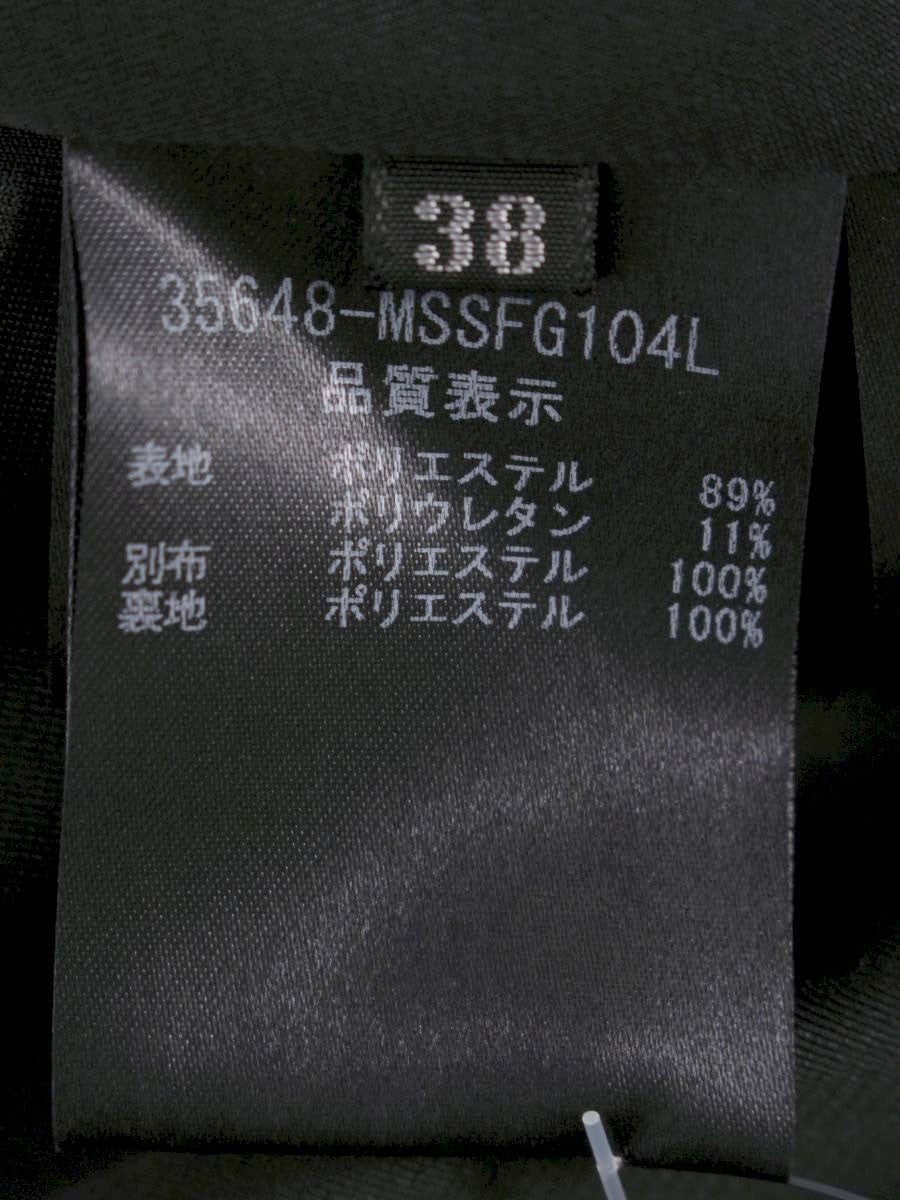 38
35648-MSSFG104L
品質表示
表地 ポリエステル 89%
ポリウレタン 11%
別布 ポリエステル 100%
裏地 ポリエステル 100%